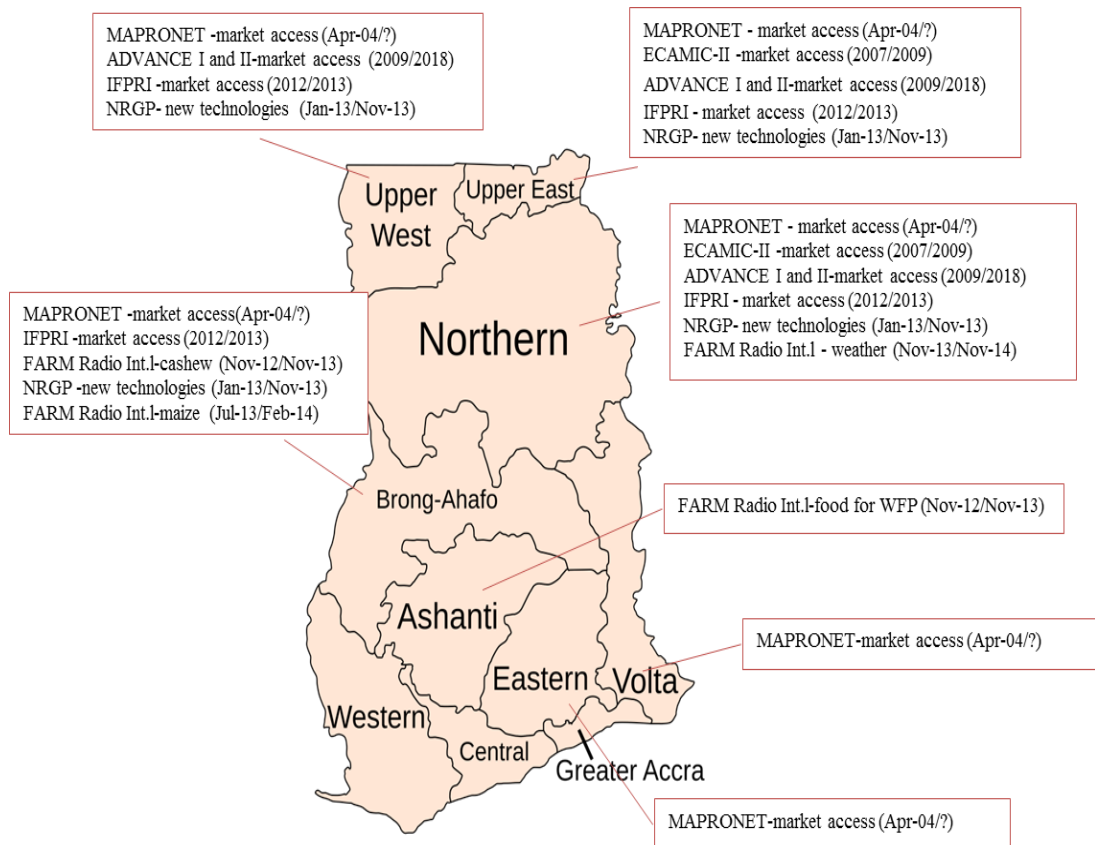 MAPRONET -market access (Apr-04/?)
ADVANCE I and II-market access (2009/2018)
IFPRI -market access (2012/2013)
NRGP- new technologies (Jan-13/Nov-13)
MAPRONET - market access (Apr-04/?)
ECAMIC-II - market access (2007/2009)
ADVANCE I and II-market access (2009/2018)
IFPRI - market access (2012/2013)
NRGP- new technologies (Jan-13/Nov-13)
Upper
West
Upper East
MAPRONET - market access (Apr-04/?)
ECAMIC-II -market access (2007/2009)
ADVANCE I and II-market access (2009/2018)
IFPRI - market access (2012/2013)
NRGP- new technologies (Jan-13/Nov-13)
FARM Radio Int.l - weather (Nov-13/Nov-14)
MAPRONET -market access(Apr-04/?)
IFPRI -market access (2012/2013)
FARM Radio Int.l-cashew (Nov-12/Nov-13)
NRGP -new technologies (Jan-13/Nov-13)
FARM Radio Int.l-maize (Jul-13/Feb-14)
Northern
Brong-Ahafo
FARM Radio Int.l-food for WFP (Nov-12/Nov-13)
Ashanti
MAPRONET-market access (Apr-04/?)
Eastern
Volta
Western
Central
Greater Accra
MAPRONET-market access (Apr-04/?)